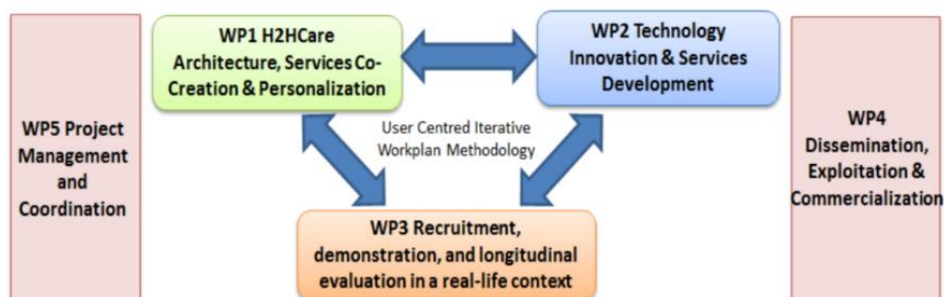 WP5 Project
Management
and
Coordination
WP1 H2HCare
Architecture, Services Co-
Creation & Personalization
WP2 Technology
Innovation & Services
Development
User Centred Iterative
Workplan Methodology
WP3 Recruitment,
demonstration, and longitudinal
evaluation in a real-life context
WP4
Dissemination,
Exploitation &
Commercialization